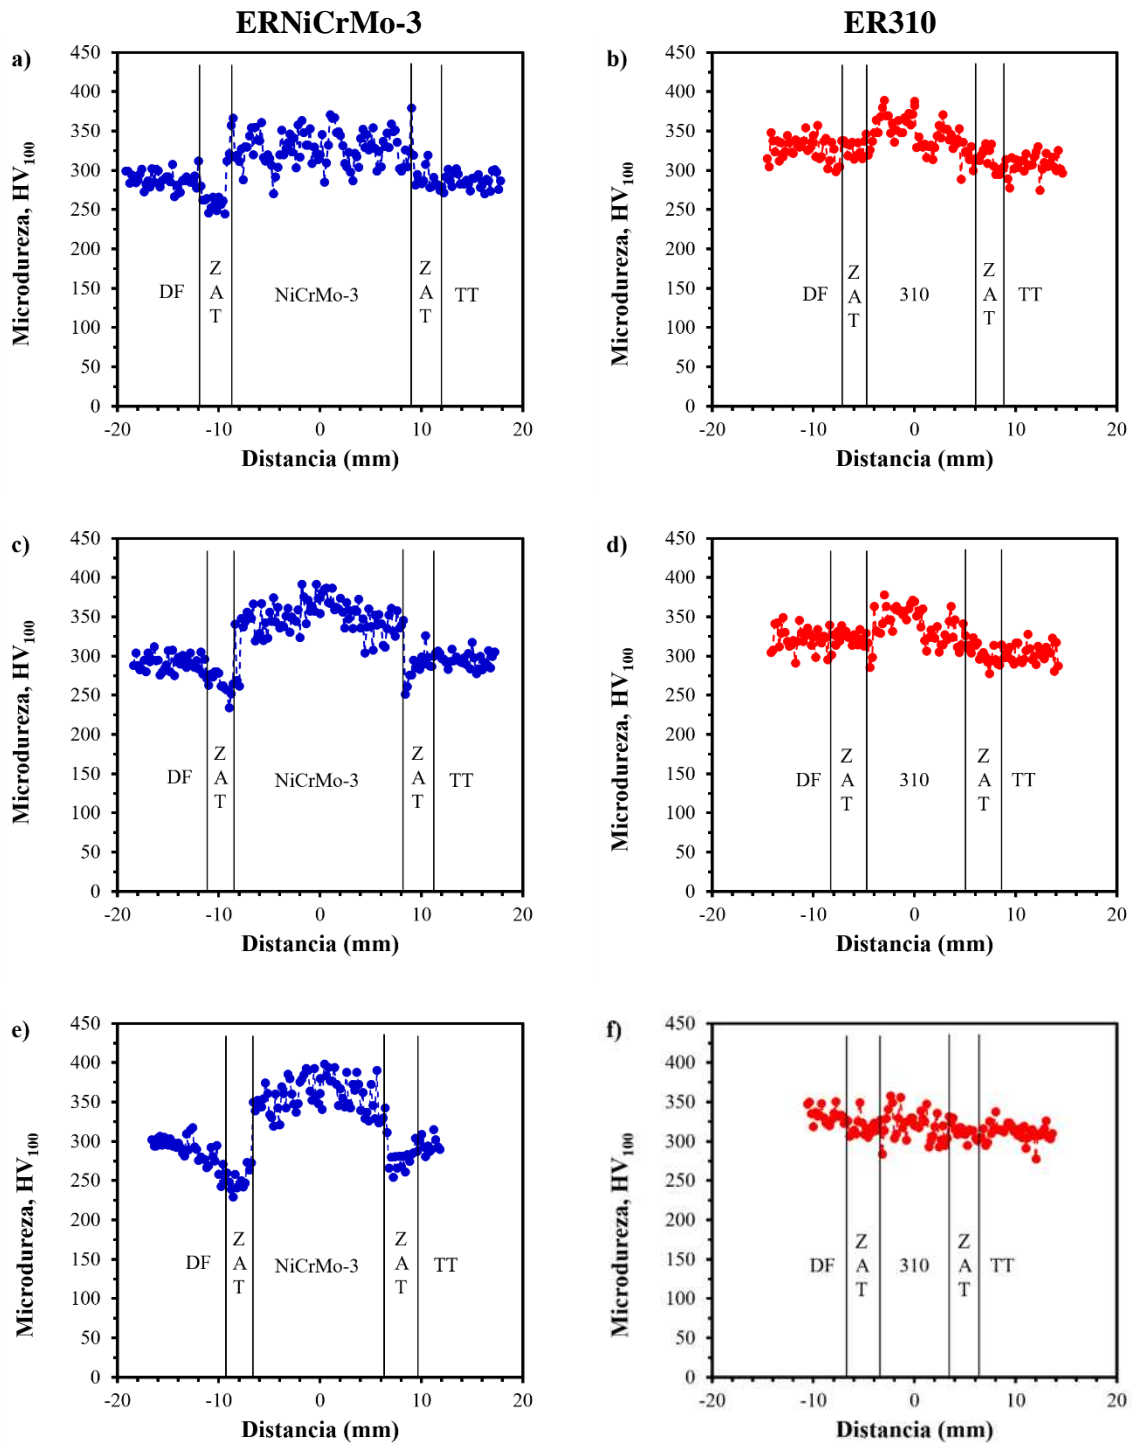 ERNiCrMo-3
ER310
a)
450
400
350
300
250
200
150
100
50
0
Microdureza, HV100
DF
Z
A
T
NiCrMo-3
Z
A
T
TT
-20
-10
0
10
20
Distancia (mm)
b)
450
400
350
300
250
200
150
100
50
0
Microdureza, HV100
DF
Z
A
T
310
Z
A
T
TT
-20
-10
0
10
20
Distancia (mm)
c)
450
400
350
300
250
200
150
100
50
0
Microdureza, HV100
DF
Z
A
T
NiCrMo-3
Z
A
T
TT
-20
-10
0
10
20
Distancia (mm)
d)
450
400
350
300
250
200
150
100
50
0
Microdureza, HV100
DF
Z
A
T
310
Z
A
T
TT
-20
-10
0
10
20
Distancia (mm)
e)
450
400
350
300
250
200
150
100
50
0
Microdureza, HV100
DF
Z
A
T
NiCrMo-3
Z
A
T
TT
-20
-10
0
10
20
Distancia (mm)
f)
450
400
350
300
250
200
150
100
50
0
Microdureza, HV100
DF
Z
A
T
310
Z
A
T
TT
-20
-10
0
10
20
Distancia (mm)